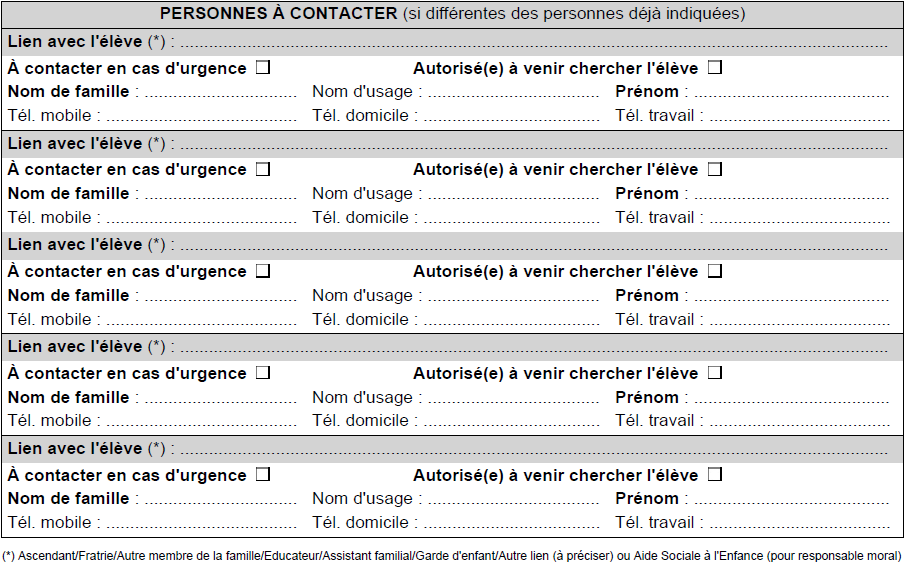 PERSONNES À CONTACTER (si différentes des personnes déjà indiquées)
Lien avec l'élève (*) : ................................................................
À contacter en cas d'urgence ☐ Autorisé(e) à venir chercher l'élève ☐
Nom de famille : ................................ Nom d'usage : .................................... Prénom : .........................................
Tél. mobile : ........................................ Tél. domicile : ...................................... Tél. travail : ......................................
Lien avec l'élève (*) : ................................................................
À contacter en cas d'urgence ☐ Autorisé(e) à venir chercher l'élève ☐
Nom de famille : ................................ Nom d'usage : .................................... Prénom : .........................................
Tél. mobile : ........................................ Tél. domicile : ...................................... Tél. travail : ......................................
Lien avec l'élève (*) : ................................................................
À contacter en cas d'urgence ☐ Autorisé(e) à venir chercher l'élève ☐
Nom de famille : ................................ Nom d'usage : .................................... Prénom : .........................................
Tél. mobile : ........................................ Tél. domicile : ...................................... Tél. travail : ......................................
Lien avec l'élève (*) : ................................................................
À contacter en cas d'urgence ☐ Autorisé(e) à venir chercher l'élève ☐
Nom de famille : ................................ Nom d'usage : .................................... Prénom : .........................................
Tél. mobile : ........................................ Tél. domicile : ...................................... Tél. travail : ......................................
Lien avec l'élève (*) : ................................................................
À contacter en cas d'urgence ☐ Autorisé(e) à venir chercher l'élève ☐
Nom de famille : ................................ Nom d'usage : .................................... Prénom : .........................................
Tél. mobile : ........................................ Tél. domicile : ...................................... Tél. travail : ......................................
(*) Ascendant/Fratrie/Autre membre de la famille/Educateur/Assistant familial/Garde d'enfant/Autre lien (à préciser) ou Aide Sociale à l'Enfance (pour responsable moral)